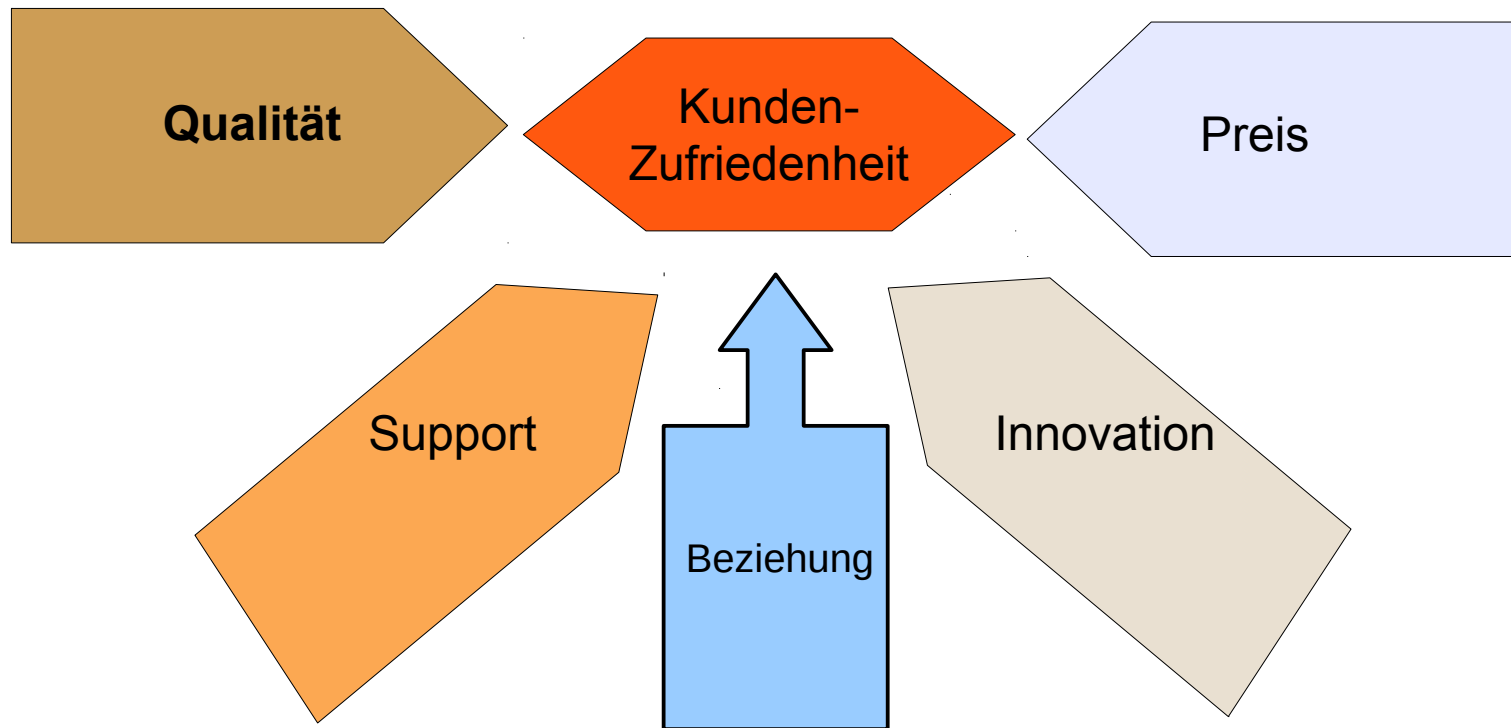 Qualität
Kunden-
Zufriedenheit
Preis
Support
Innovation
Beziehung